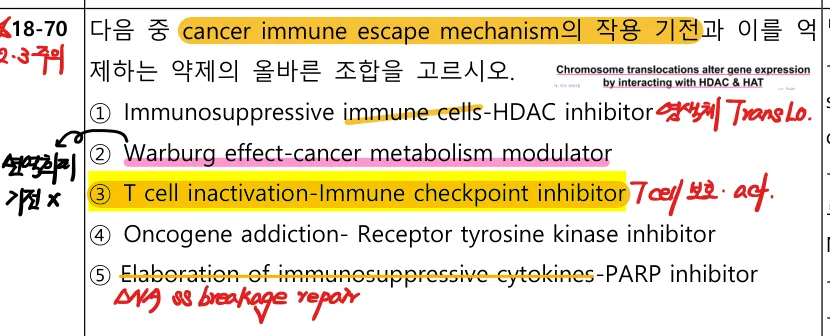 18-70
2·3 주의
다음 중 cancer immune escape mechanism의 작용 기전과 이를 억
제하는 약제의 올바른 조합을 고르시오.
Chromosome translocations alter gene expression
by interacting with HDAC & HAT
① Immunosuppressive immune cells-HDAC inhibitor 염색체 Translo.
② Warburg effect-cancer metabolism modulator
면역회피
기전 X
③ T cell inactivation-Immune checkpoint inhibitor T cell 보호·act.
④ Oncogene addiction- Receptor tyrosine kinase inhibitor
⑤ Elaboration of immunosuppressive cytokines-PARP inhibitor
DNA ss breakage repair